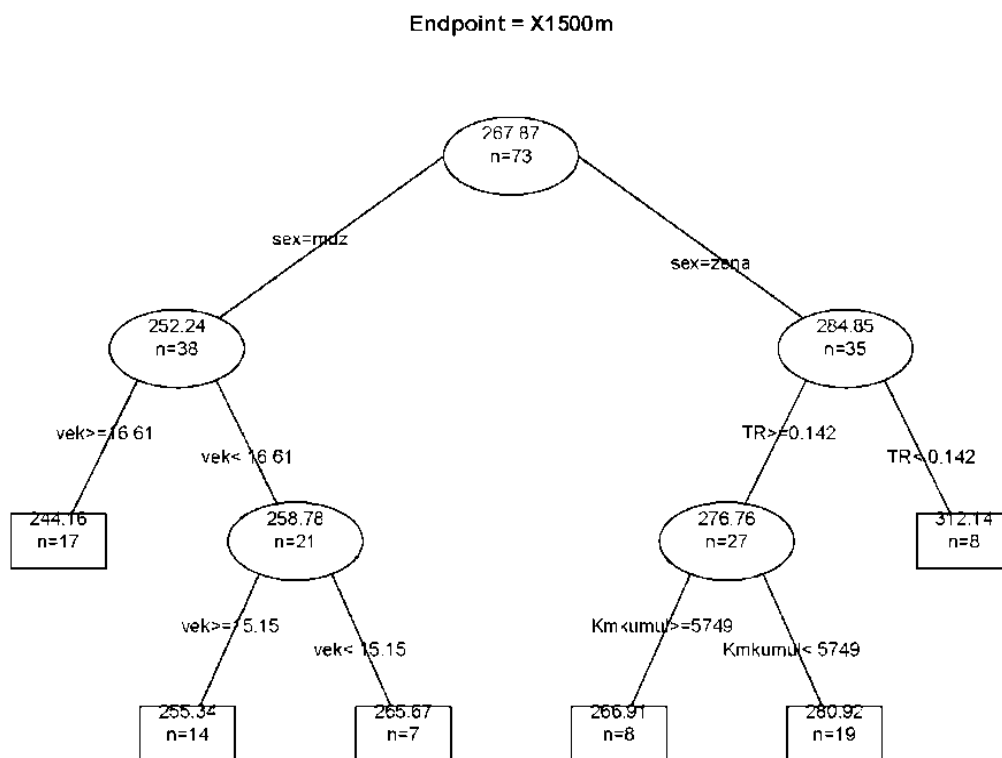 Endpoint = X1500m
267.87
n=73
sex=muz
sex=zena
252.24
n=38
284.85
n=35
vek>=16.61
vek< 16.61
TR>=0.142
TR< 0.142
244.16
n=17
258.78
n=21
276.76
n=27
312.14
n=8
vek>=15.15
vek< 15.15
Kmkumul>=5749
Kmkumul< 5749
255.34
n=14
265.67
n=7
266.91
n=8
280.92
n=19